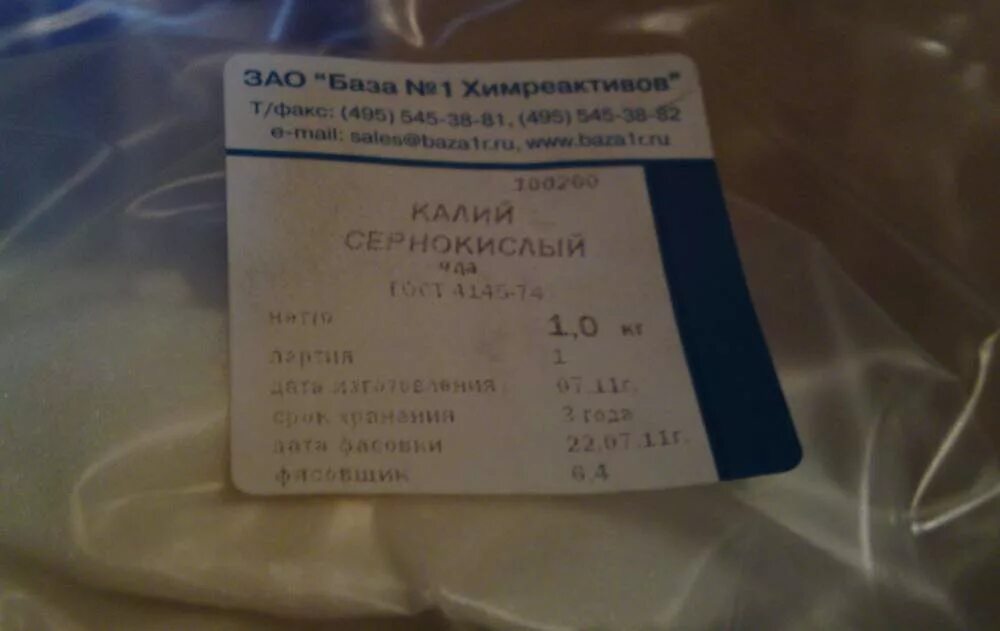 ЗАО "База №1 Химреактивов"
Т/факс: (495) 545-38-81, (495) 545-38-82
e-mail: sales@baza1r.ru, www.baza1r.ru
100200
КАЛИЙ
СЕРНОКИСЛЫЙ
чда
ГОСТ 4145-74
нетто 1,0 кг
партия 1
дата изготовления 07.11г.
срок хранения 3 года
дата фасовки 22.07.11г.
фасовщик 6.4